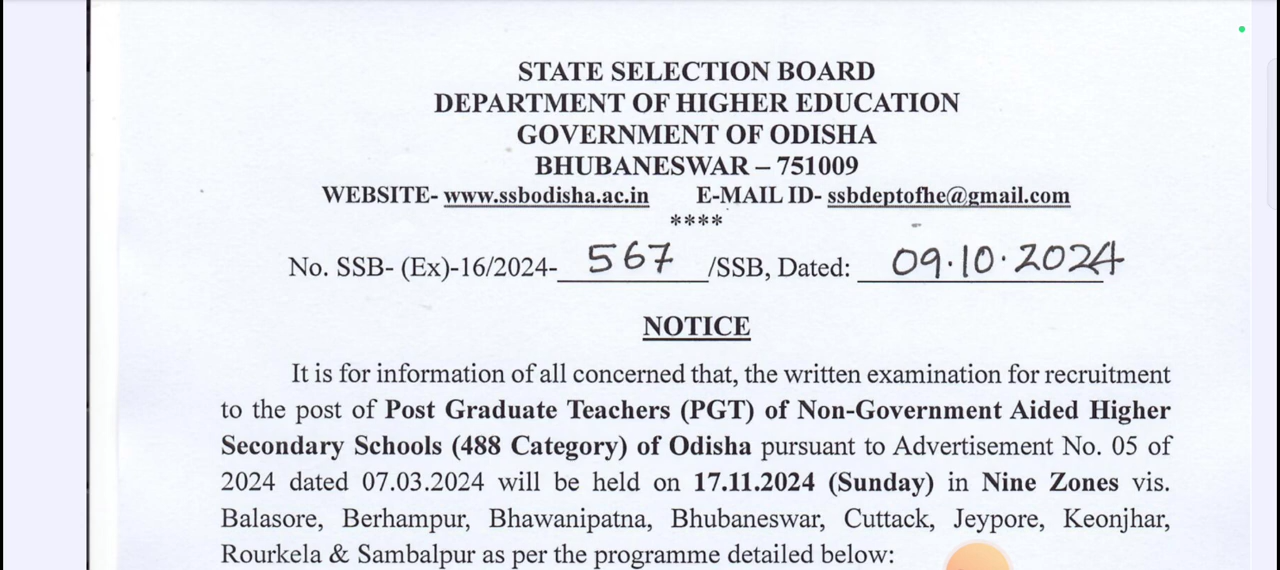 STATE SELECTION BOARD
DEPARTMENT OF HIGHER EDUCATION
GOVERNMENT OF ODISHA
BHUBANESWAR – 751009
WEBSITE- www.ssbodisha.ac.in E-MAIL ID- ssbdeptofhe@gmail.com
****
No. SSB- (Ex)-16/2024- 567 /SSB, Dated: 09.10.2024
NOTICE
It is for information of all concerned that, the written examination for recruitment
to the post of Post Graduate Teachers (PGT) of Non-Government Aided Higher
Secondary Schools (488 Category) of Odisha pursuant to Advertisement No. 05 of
2024 dated 07.03.2024 will be held on 17.11.2024 (Sunday) in Nine Zones vis.
Balasore, Berhampur, Bhawanipatna, Bhubaneswar, Cuttack, Jeypore, Keonjhar,
Rourkela & Sambalpur as per the programme detailed below: